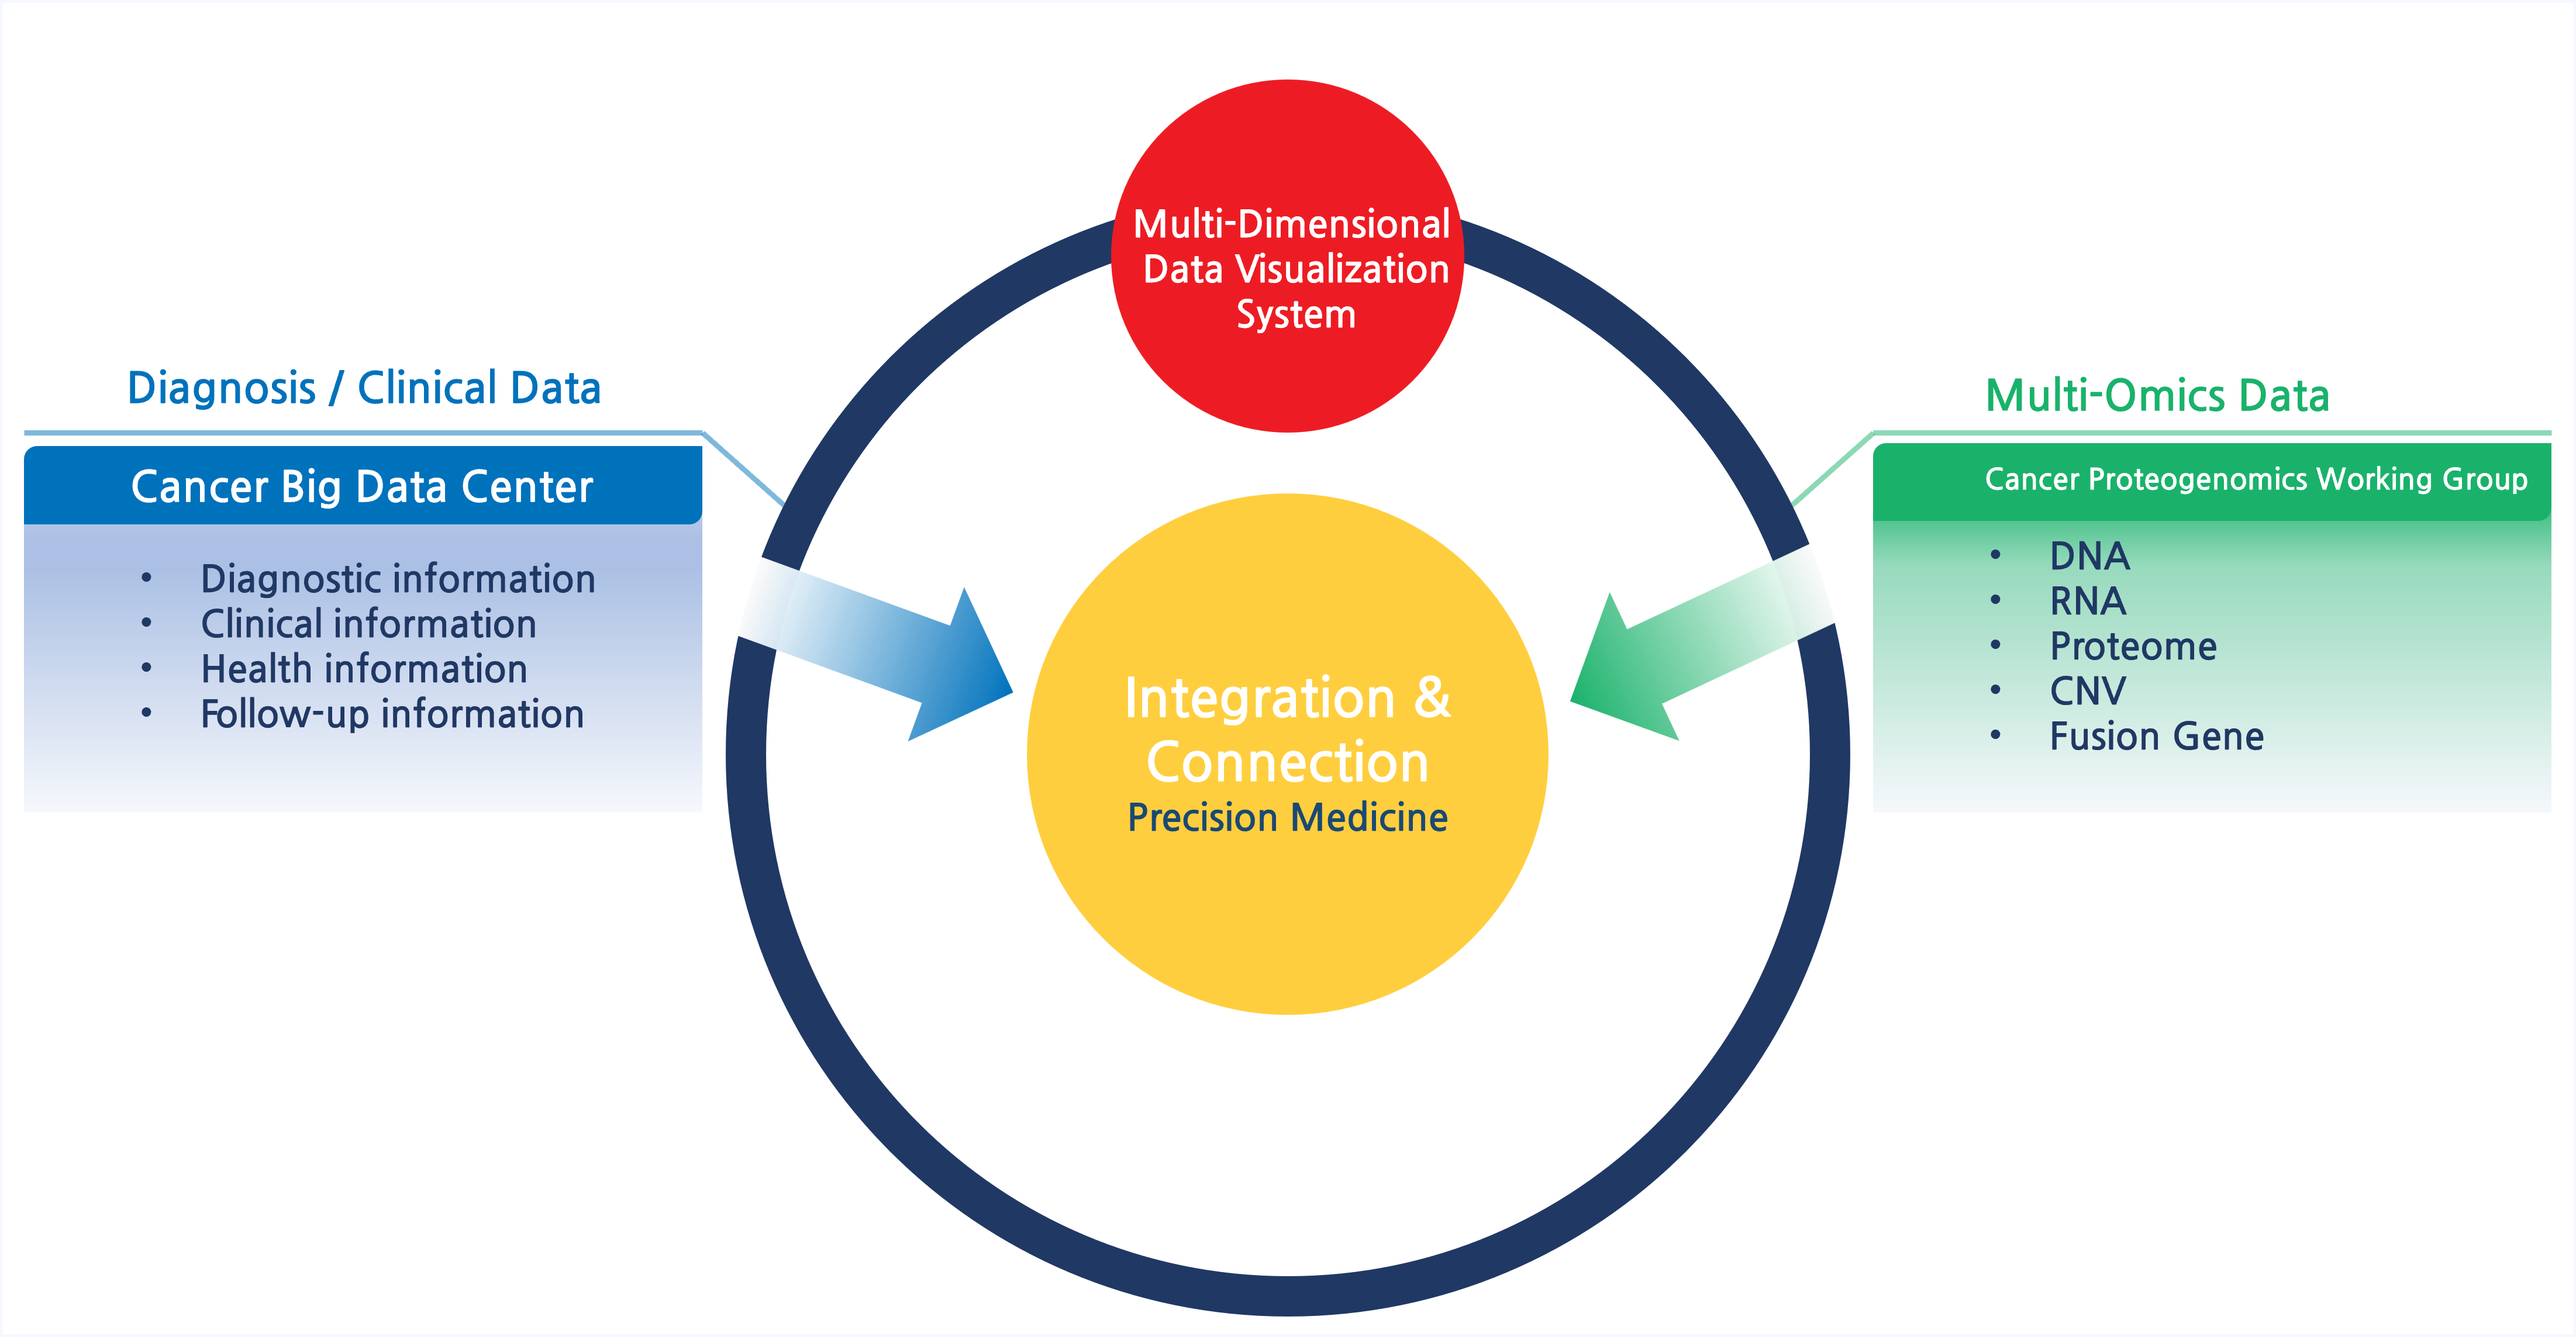 Multi-Dimensional
Data Visualization
System
Diagnosis / Clinical Data
Cancer Big Data Center
• Diagnostic information
• Clinical information
• Health information
• Follow-up information
Integration &
Connection
Precision Medicine
Multi-Omics Data
Cancer Proteogenomics Working Group
• DNA
• RNA
• Proteome
• CNV
• Fusion Gene